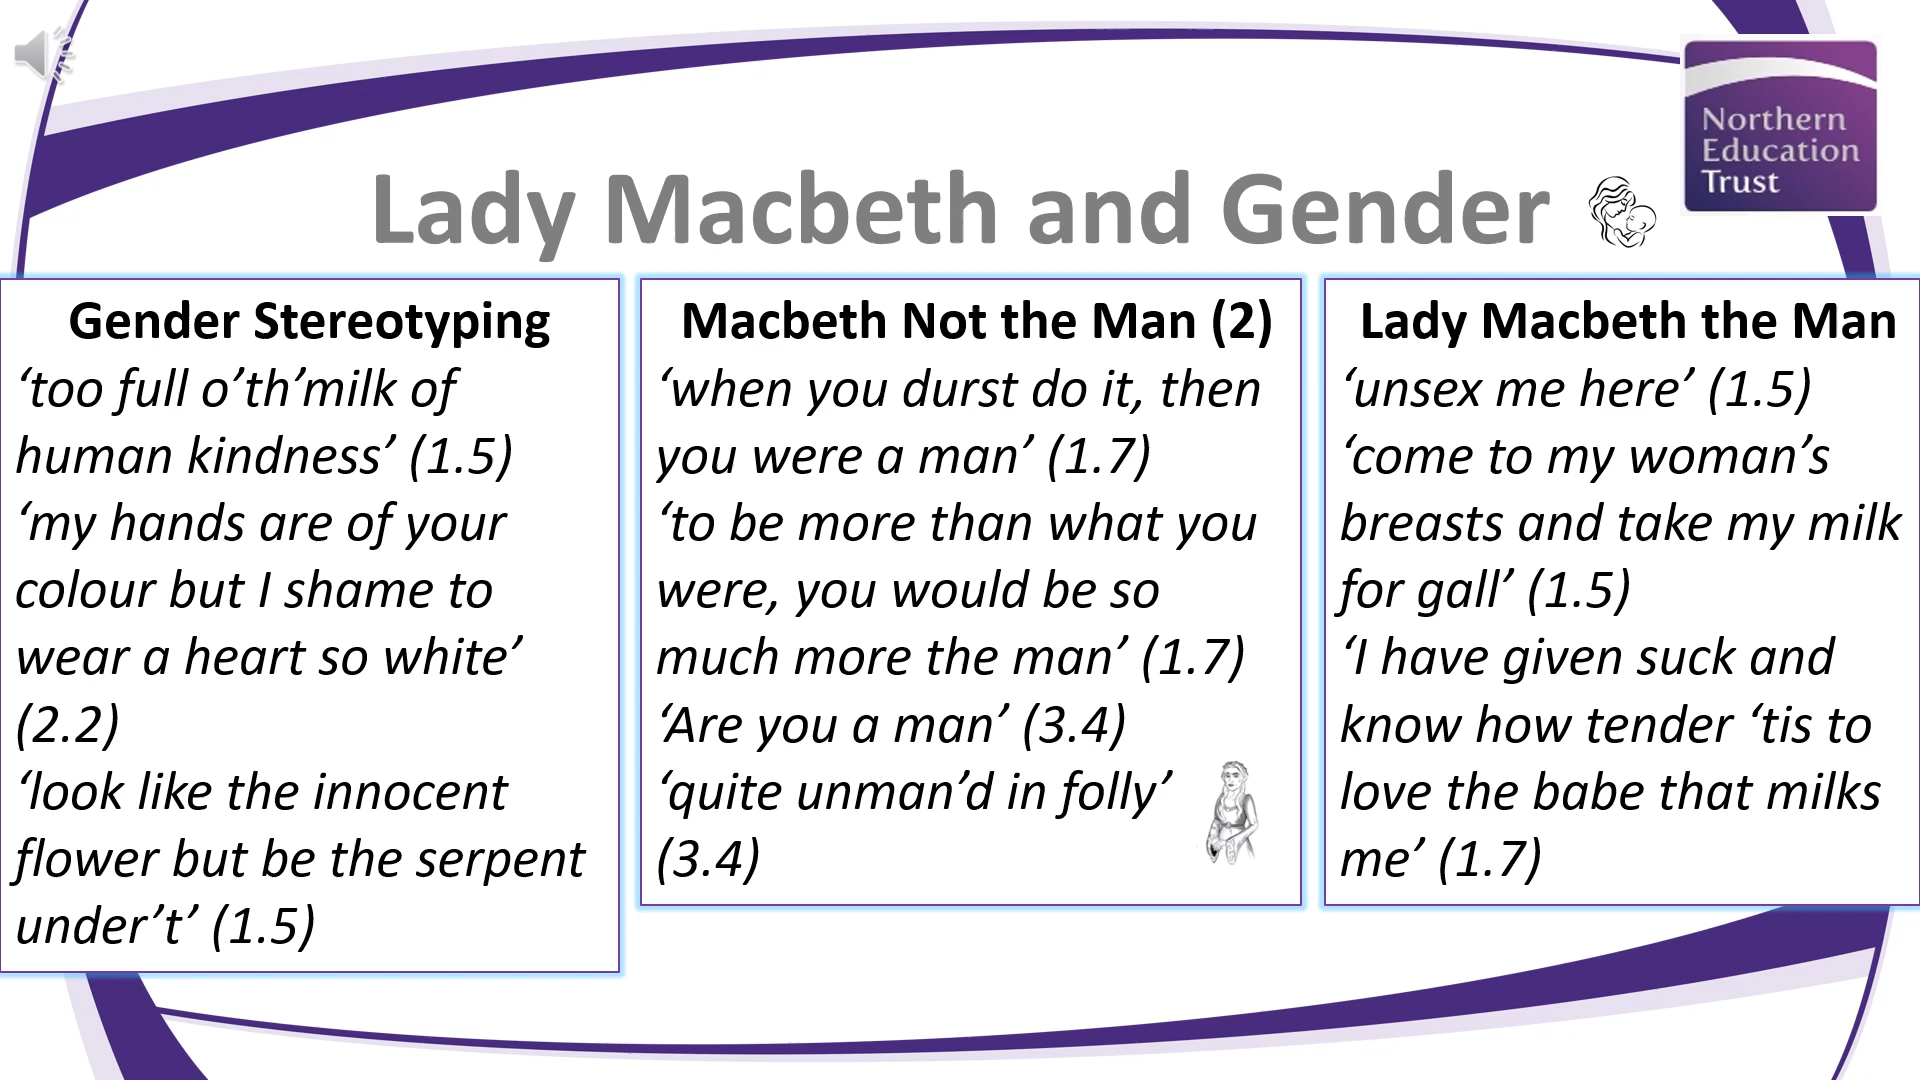 Northern
Education
Trust
Lady Macbeth and Gender
Gender Stereotyping
‘too full o’th’milk of
human kindness’ (1.5)
‘my hands are of your
colour but I shame to
wear a heart so white’
(2.2)
‘look like the innocent
flower but be the serpent
under’t’ (1.5)
Macbeth Not the Man (2)
‘when you durst do it, then
you were a man’ (1.7)
‘to be more than what you
were, you would be so
much more the man’ (1.7)
‘Are you a man’ (3.4)
‘quite unman’d in folly’
(3.4)
Lady Macbeth the Man
‘unsex me here’ (1.5)
‘come to my woman’s
breasts and take my milk
for gall’ (1.5)
‘I have given suck and
know how tender ‘tis to
love the babe that milks
me’ (1.7)